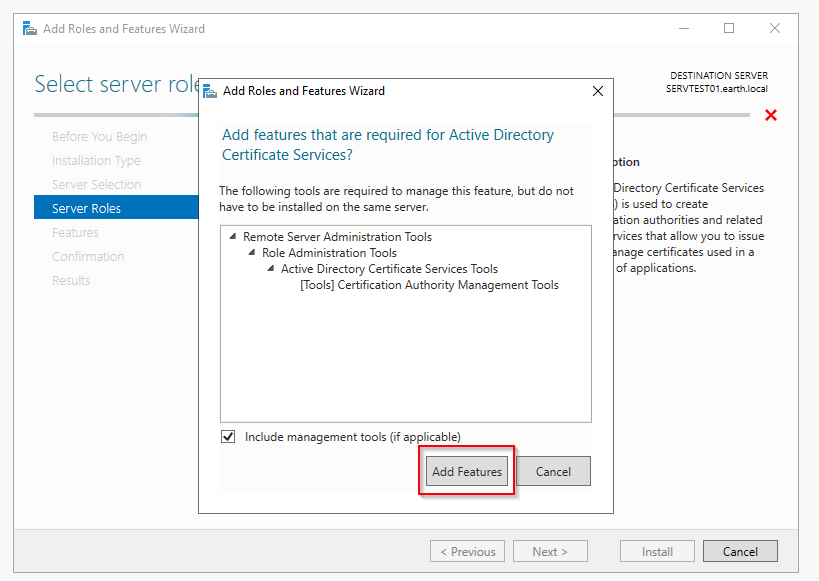 Add Roles and Features Wizard
Select server role
DESTINATION SERVER
SERVTEST01.earth.local
Before You Begin
Installation Type
Server Selection
Server Roles
Features
Confirmation
Results
Add Roles and Features Wizard
Add features that are required for Active Directory
Certificate Services?
The following tools are required to manage this feature, but do not
have to be installed on the same server.
Remote Server Administration Tools
Role Administration Tools
Active Directory Certificate Services Tools
[Tools] Certification Authority Management Tools
Include management tools (if applicable)
Add Features
Cancel
ption
Directory Certificate Services
) is used to create
ation authorities and related
rvices that allow you to issue
anage certificates used in a
of applications.
< Previous
Next >
Install
Cancel